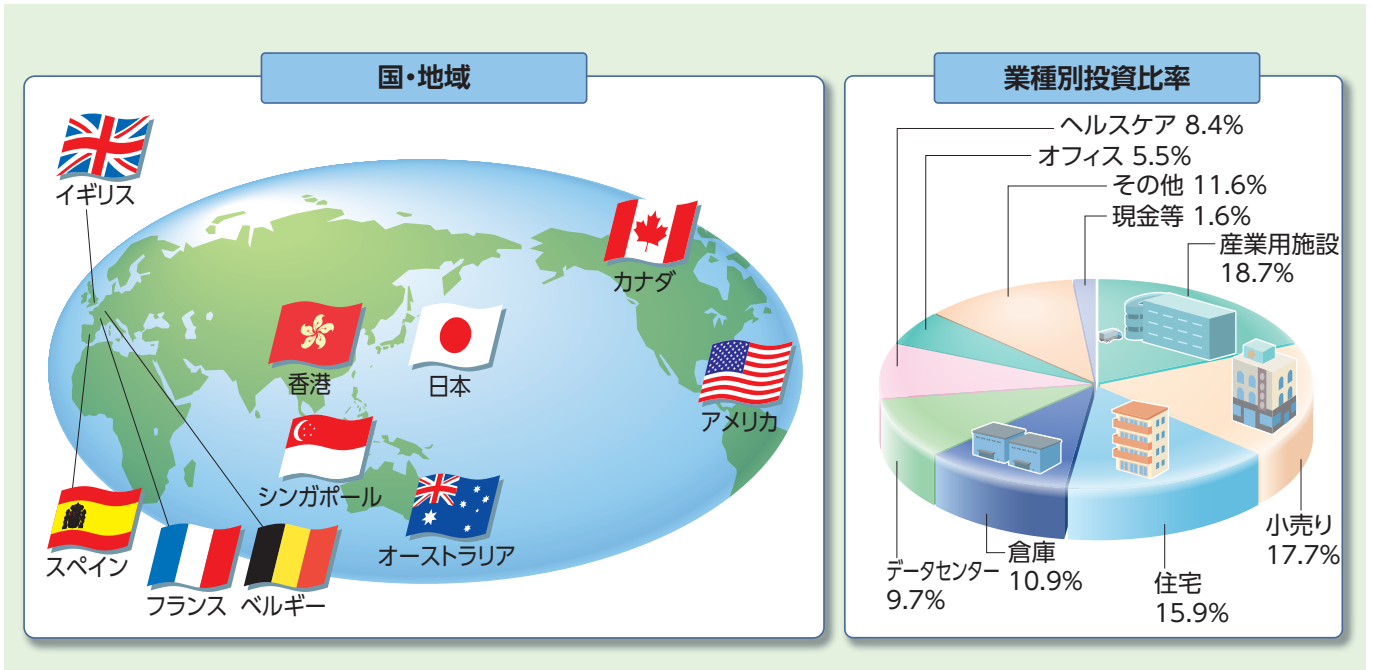 国・地域
イギリス
カナダ
香港
日本
アメリカ
シンガポール
オーストラリア
スペイン
フランス
ベルギー
業種別投資比率
ヘルスケア 8.4%
オフィス 5.5%
その他 11.6%
現金等 1.6%
産業用施設
18.7%
小売り
17.7%
住宅
15.9%
倉庫
10.9%
データセンター
9.7%